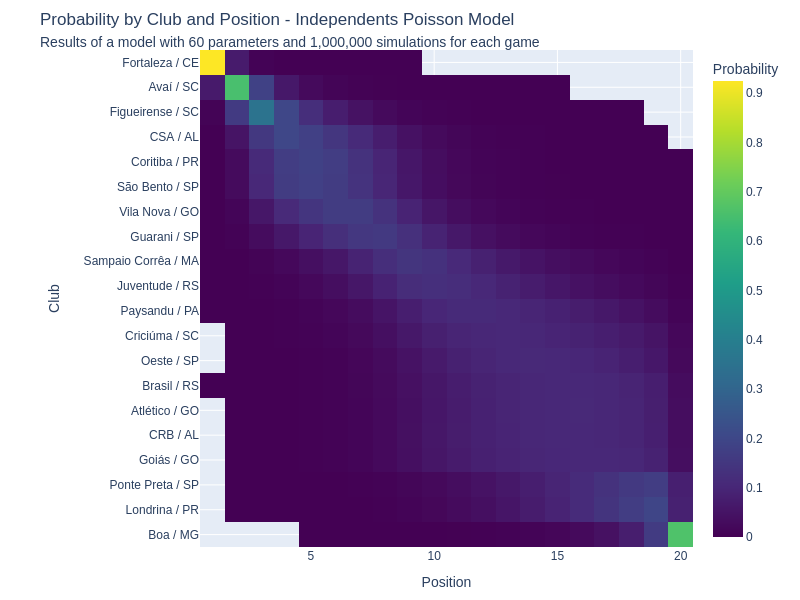 Probability by Club and Position - Independents Poisson Model
Results of a model with 60 parameters and 1,000,000 simulations for each game
Probability
Fortaleza / CE
Avaí / SC
Figueirense / SC
CSA / AL
Coritiba / PR
São Bento / SP
Vila Nova / GO
Guarani / SP
Sampaio Corrêa / MA
Juventude / RS
Paysandu / PA
Criciúma / SC
Oeste / SP
Brasil / RS
Atlético / GO
CRB / AL
Goiás / GO
Ponte Preta / SP
Londrina / PR
Boa / MG
Club
5
10
15
20
Position
0.9
0.8
0.7
0.6
0.5
0.4
0.3
0.2
0.1
0